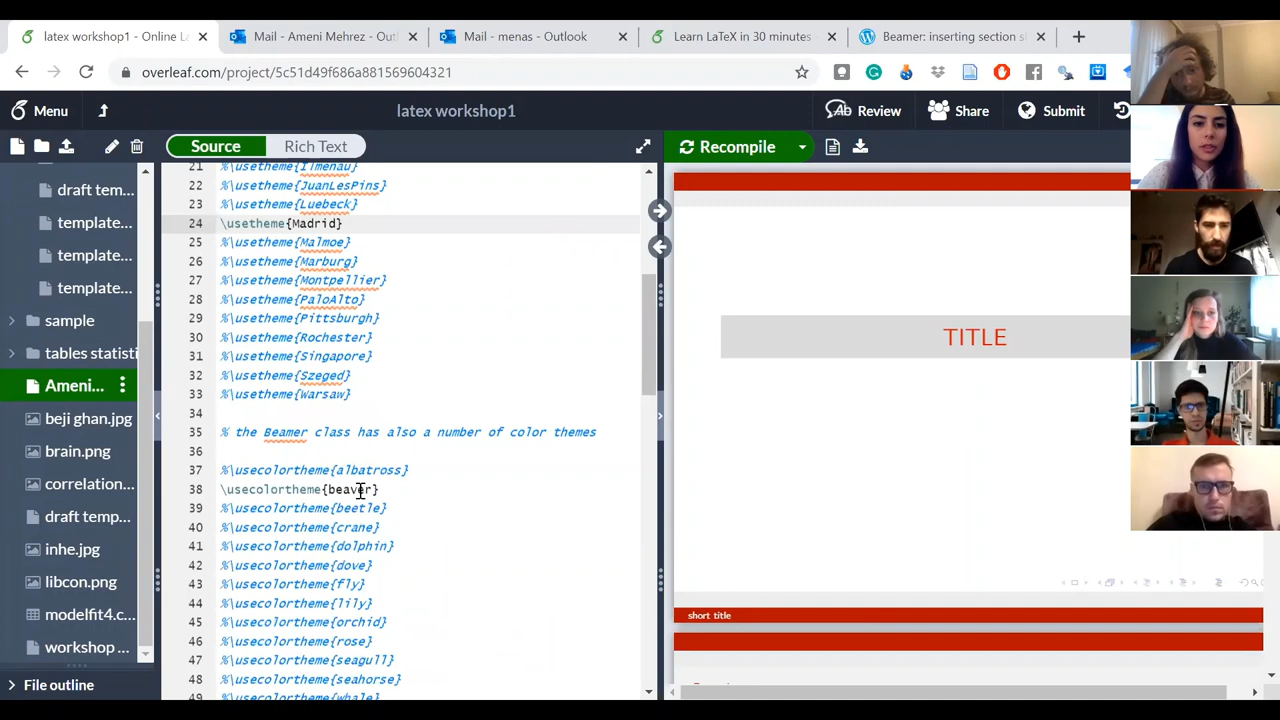 latex workshop1 - Online La
Mail - Ameni Mehrez - Outl
Mail - menas - Outlook
Learn LaTeX in 30 minutes
Beamer: inserting section s
overleaf.com/project/5c51d49f686a881569604321
Menu
latex workshop1
Review
Share
Submit
Source
Rich Text
Recompile
draft tem...
template...
template...
template...
sample
tables statisti
Ameni...
beji ghan.jpg
brain.png
correlation...
draft temp...
inhe.jpg
libcon.png
modelfit4.c...
workshop ...
File outline
21 %\usetheme{Ilmenau}
22 %\usetheme{JuanLesPins}
23 %\usetheme{Luebeck}
24 \usetheme{Madrid}
25 %\usetheme{Malmoe}
26 %\usetheme{Marburg}
27 %\usetheme{Montpellier}
28 %\usetheme{PaloAlto}
29 %\usetheme{Pittsburgh}
30 %\usetheme{Rochester}
31 %\usetheme{Singapore}
32 %\usetheme{Szeged}
33 %\usetheme{Warsaw}
34
35 % the Beamer class has also a number of color themes
36
37 %\usecolortheme{albatross}
38 \usecolortheme{beaver}
39 %\usecolortheme{beetle}
40 %\usecolortheme{crane}
41 %\usecolortheme{dolphin}
42 %\usecolortheme{dove}
43 %\usecolortheme{fly}
44 %\usecolortheme{lily}
45 %\usecolortheme{orchid}
46 %\usecolortheme{rose}
47 %\usecolortheme{seagull}
48 %\usecolortheme{seahorse}
49 %\usecolortheme{whale}
TITLE
short title